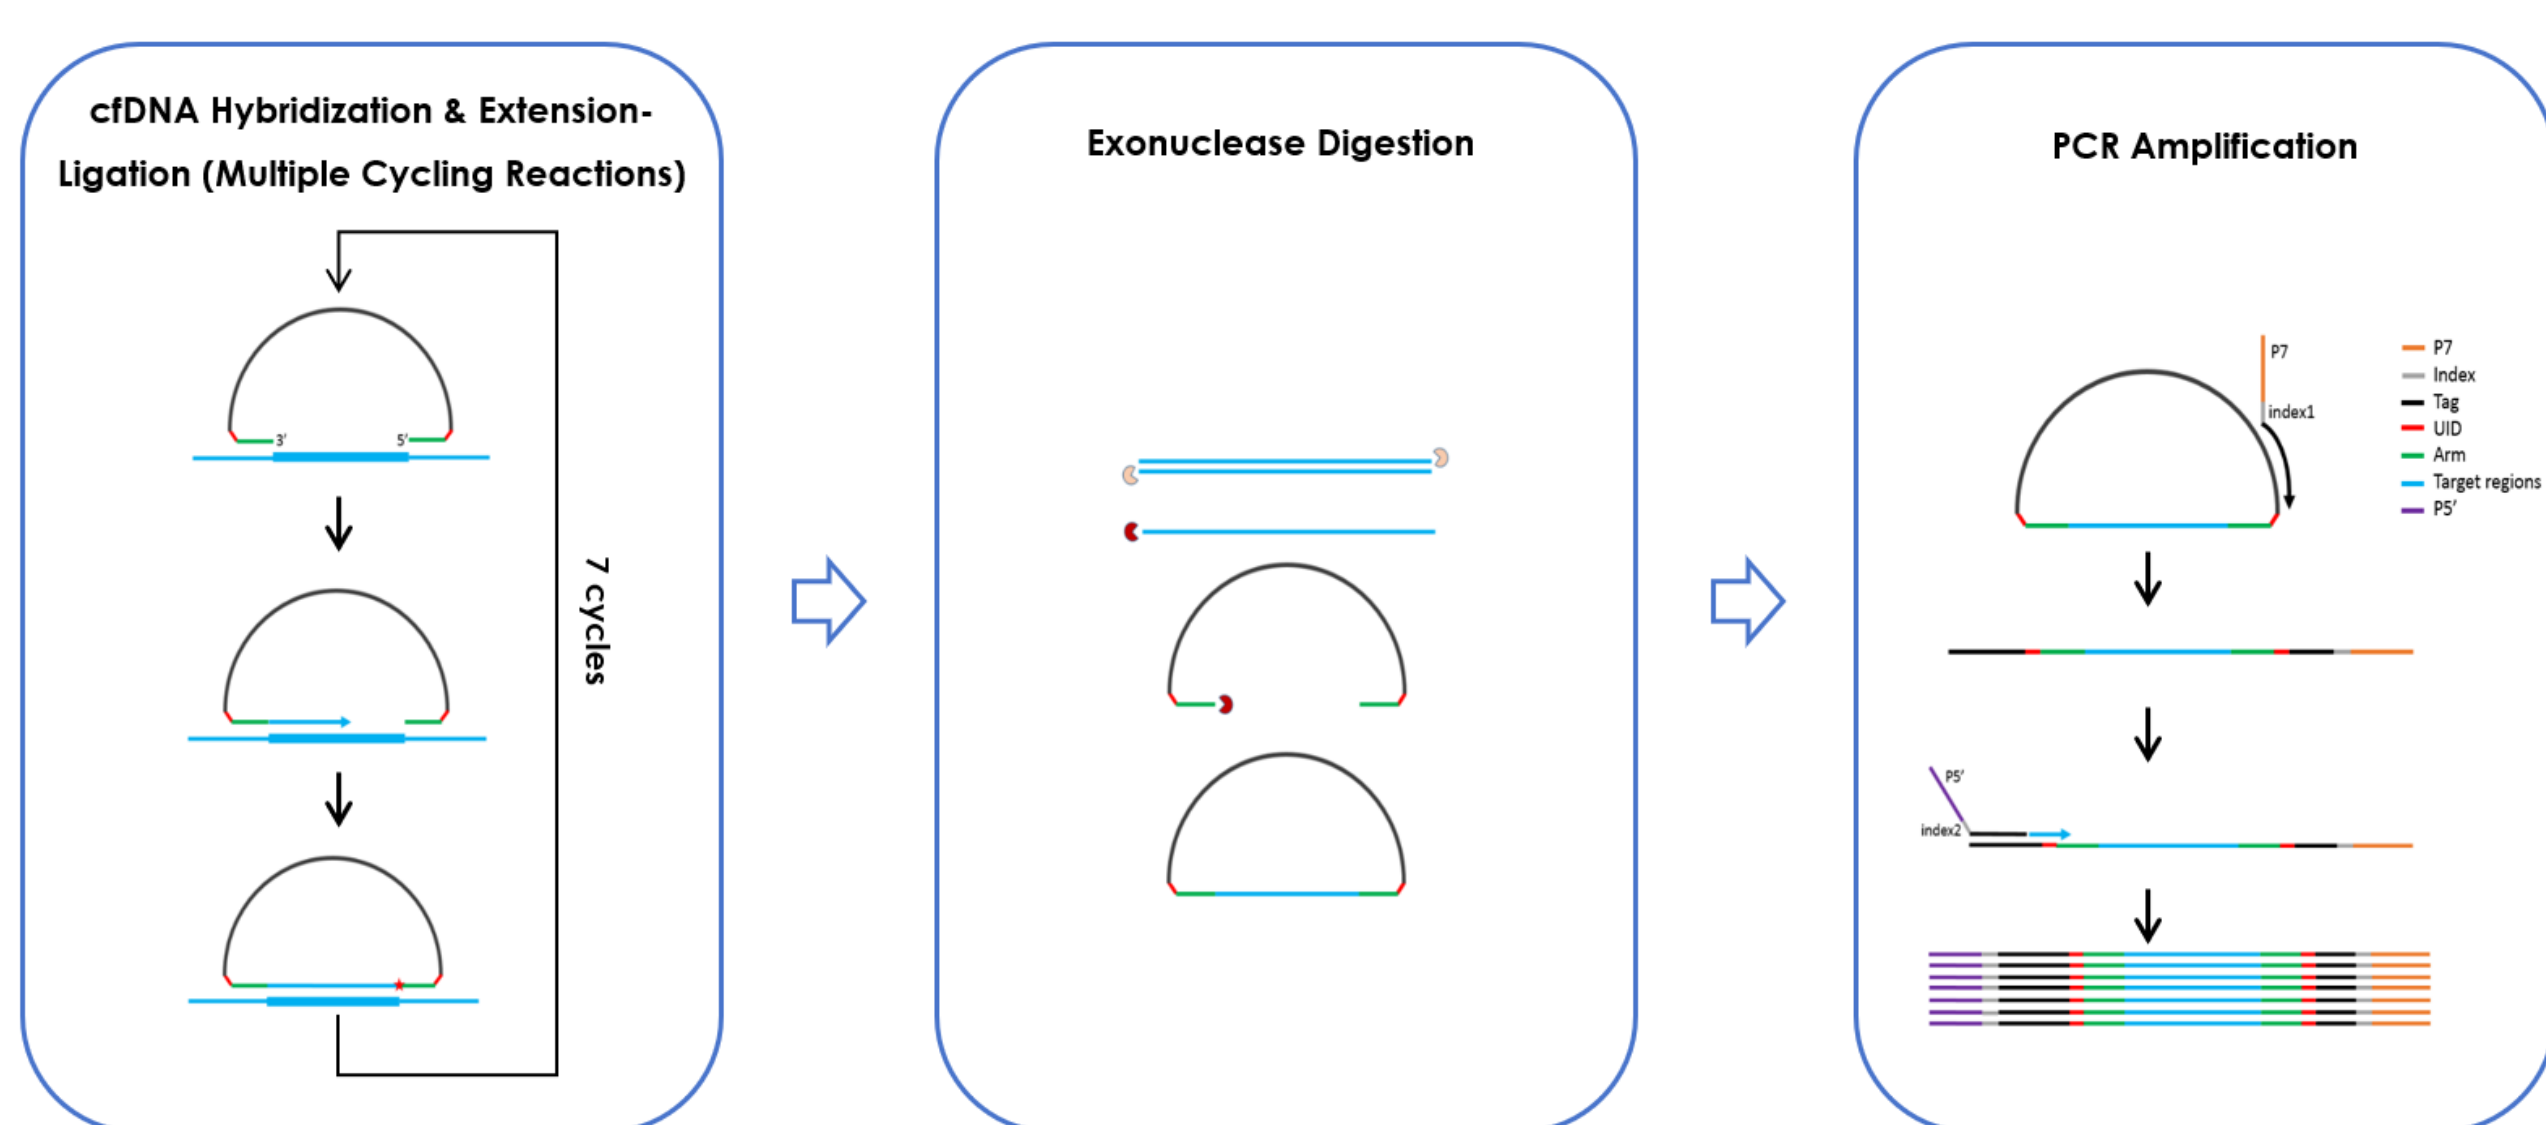 cfDNA Hybridization & Extension-
Ligation (Multiple Cycling Reactions)
3'
5'
7 cycles
Exonuclease Digestion
PCR Amplification
P7
index1
P7
Index
Tag
UID
Arm
Target regions
P5'
P5'
index2